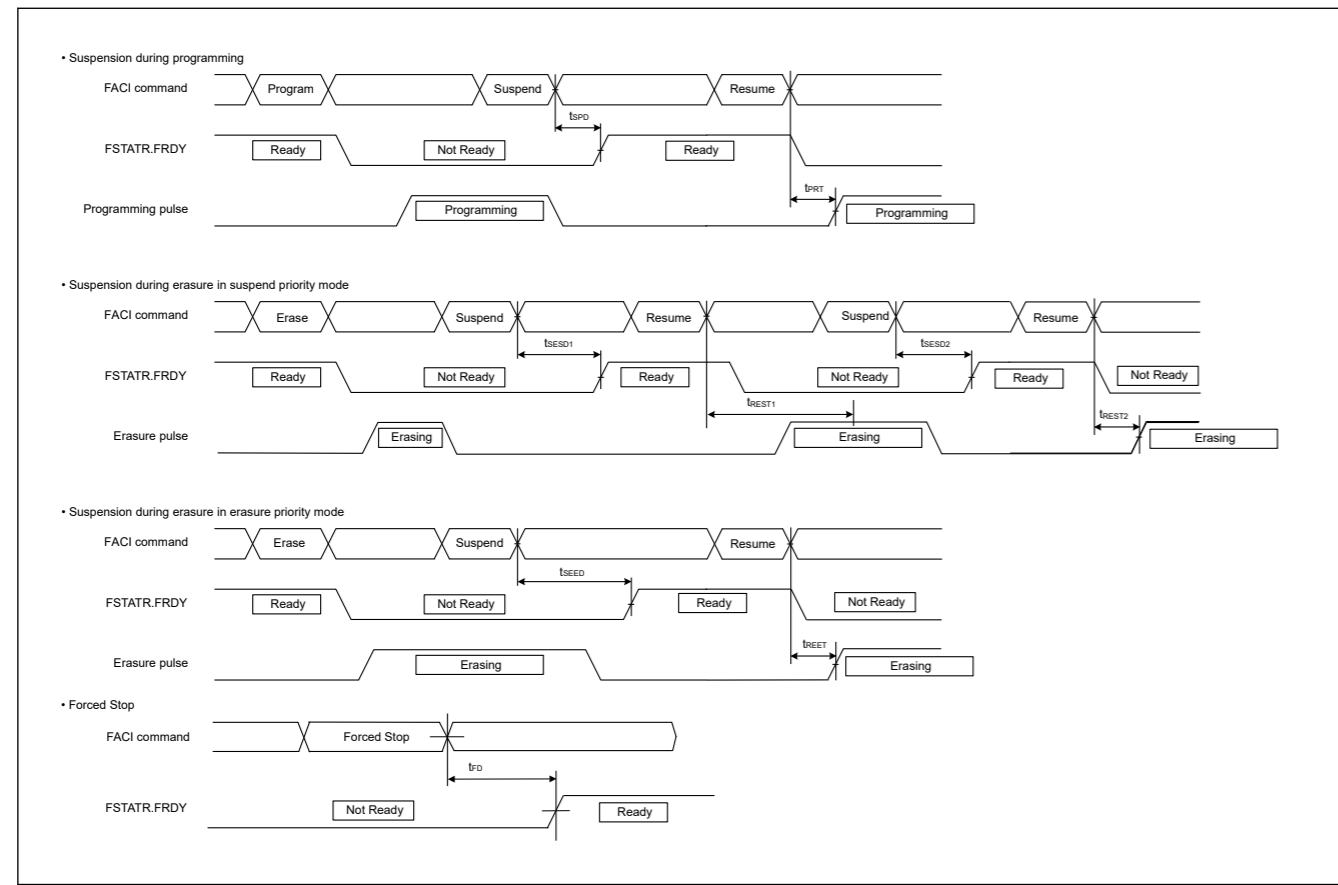 • Suspension during programming
FACI command Program Suspend Resume
tSPD
FSTATR.FRDY Ready Not Ready Ready
tPRT
Programming pulse Programming Programming
• Suspension during erasure in suspend priority mode
FACI command Erase Suspend Resume Suspend Resume
tSESD1 tSESD2
FSTATR.FRDY Ready Not Ready Ready Not Ready Ready Not Ready
tREST1 tREST2
Erasure pulse Erasing Erasing Erasing
• Suspension during erasure in erasure priority mode
FACI command Erase Suspend Resume
tSEED
FSTATR.FRDY Ready Not Ready Ready Not Ready
tREET
Erasure pulse Erasing Erasing
• Forced Stop
FACI command Forced Stop
tFD
FSTATR.FRDY Not Ready Ready